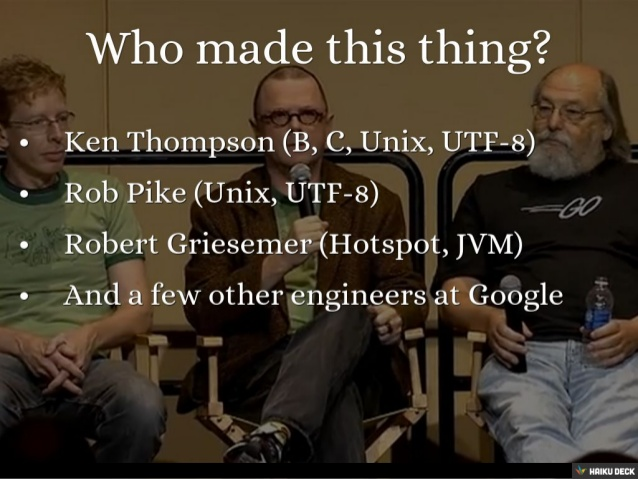 Who made this thing?
• Ken Thompson (B, C, Unix, UTF-8)
• Rob Pike (Unix, UTF-8)
• Robert Griesemer (Hotspot, JVM)
• And a few other engineers at Google
GO
HAIKU DECK